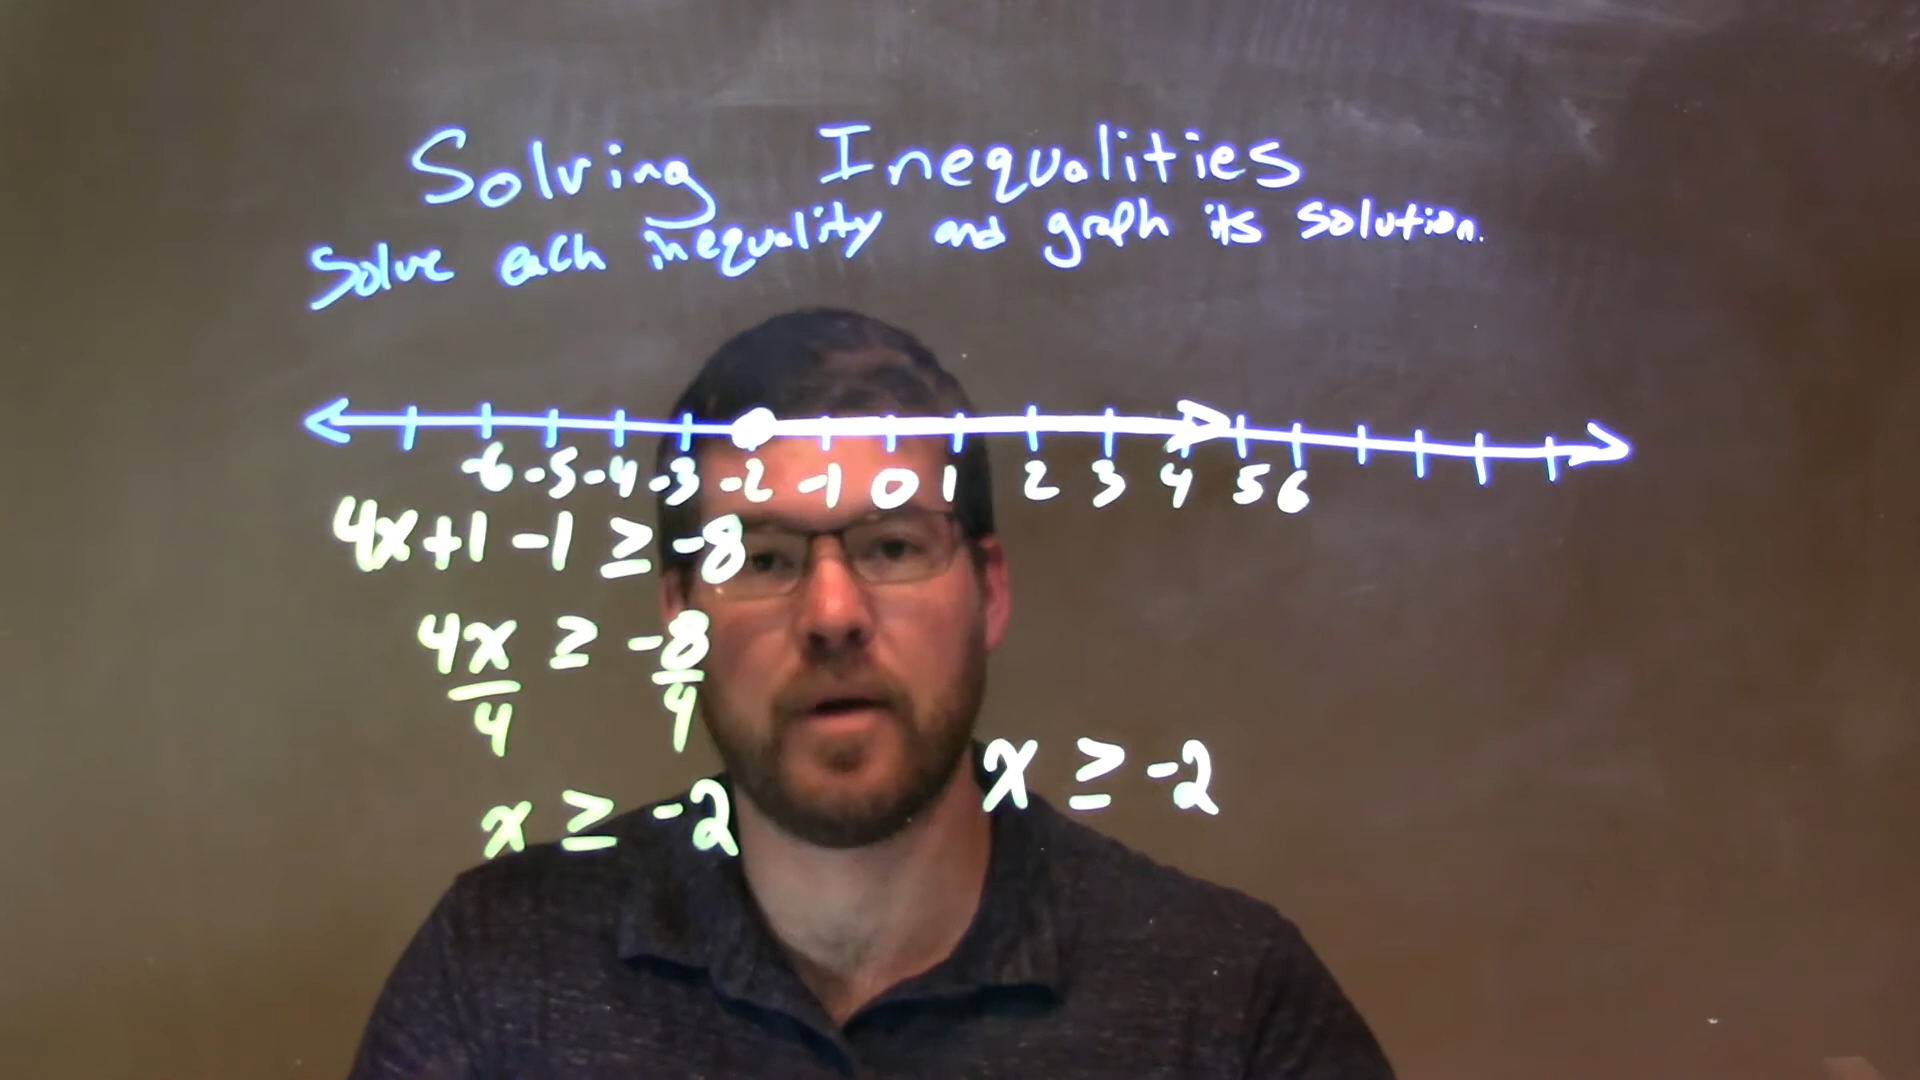 Solving Inequalities
Solve each inequality and graph its solution.
-6 -5 -4 -3 -2 -1 0 1 2 3 4 5 6
4x+1 -1 ≥ -8
4x ≥ -8
4 4
x ≥ -2
x ≥ -2